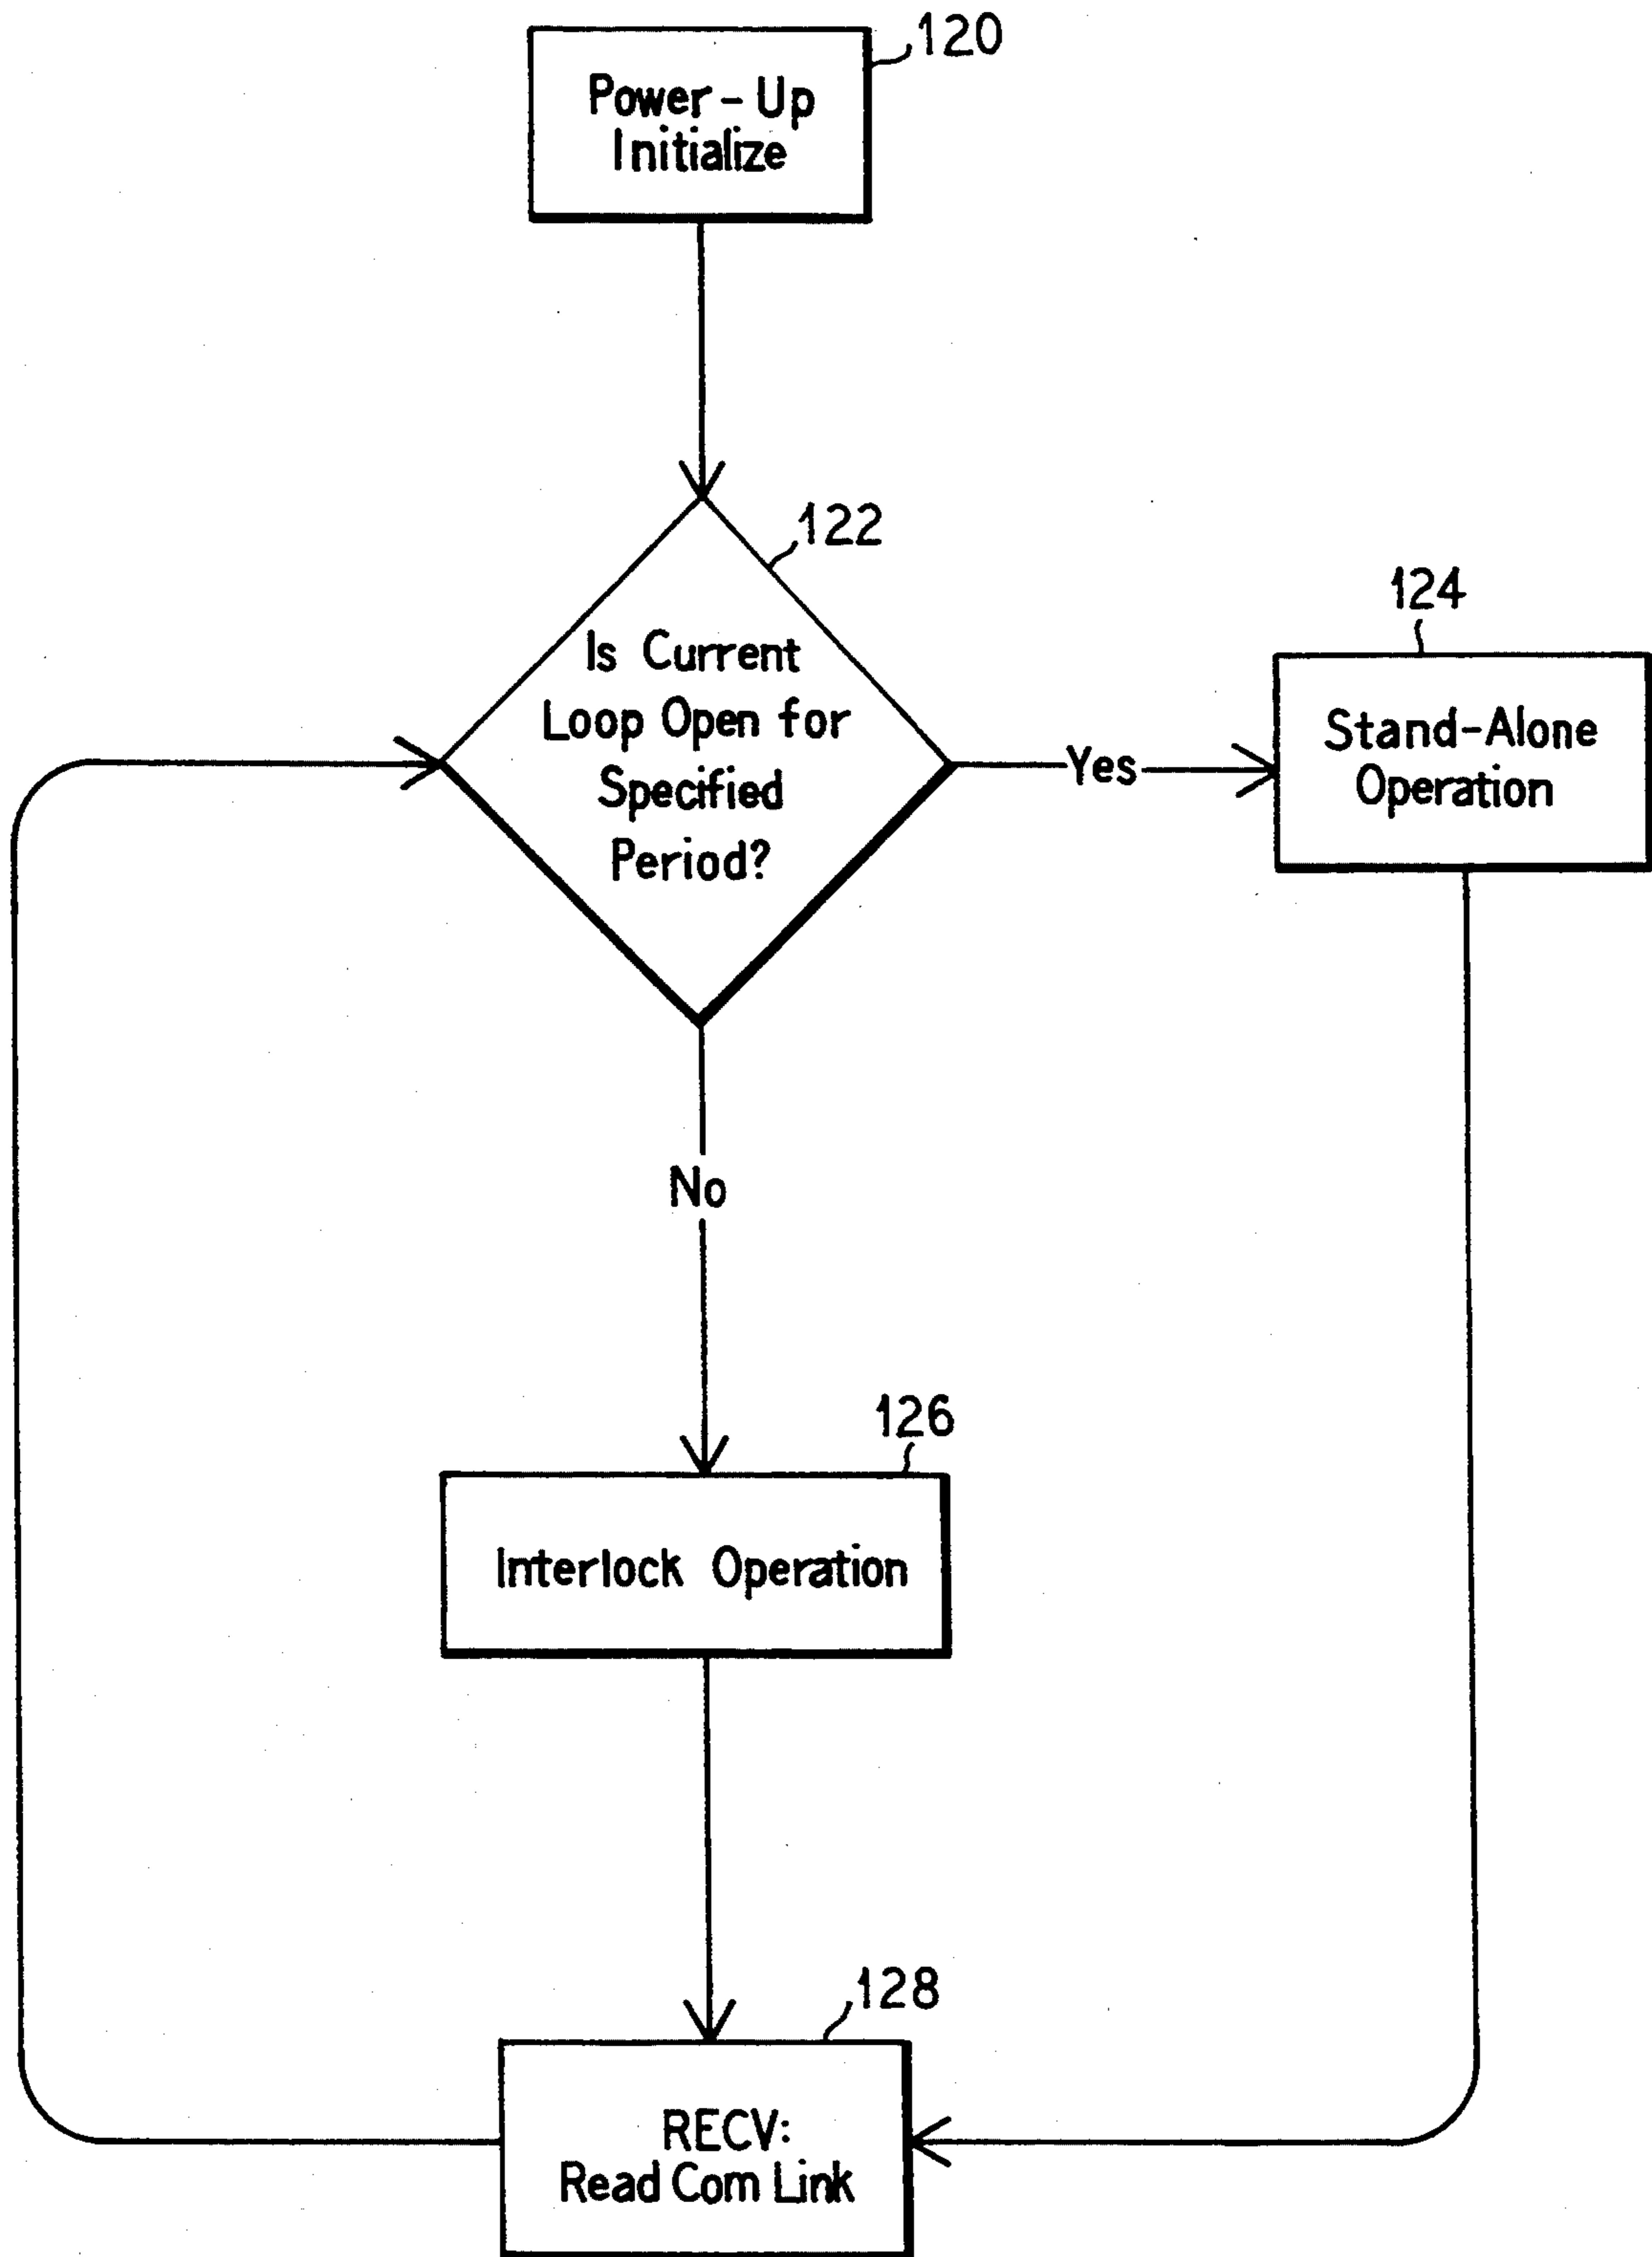 120
Power - Up
Initialize
122
Is Current
Loop Open for
Specified
Period?
Yes
124
Stand-Alone
Operation
No
126
Interlock Operation
128
RECV:
Read Com Link